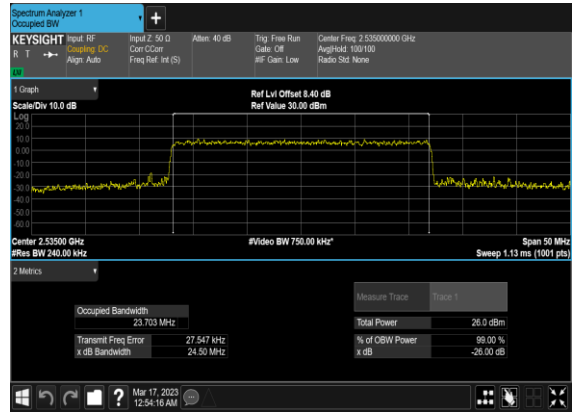 Spectrum Analyzer 1
Occupied BW
+
KEYSIGHT Input: RF Input Z: 50 Ω Atten: 40 dB Trig: Free Run Center Freq: 2.535000000 GHz
R T Coupling: DC Corr CCorr Gate: Off Avg|Hold: 100/100
Align: Auto Freq Ref: Int (S) #IF Gain: Low Radio Std: None
LW
1 Graph
Ref Lvl Offset 8.40 dB
Scale/Div 10.0 dB Ref Value 30.00 dBm
Log
20.0
10.0
0.00
-10.0
-20.0
-30.0
-40.0
-50.0
-60.0
Center 2.53500 GHz #Video BW 750.00 kHz* Span 50 MHz
#Res BW 240.00 kHz Sweep 1.13 ms (1001 pts)
2 Metrics
Measure Trace Trace 1
Occupied Bandwidth
23.703 MHz Total Power 26.0 dBm
Transmit Freq Error 27.547 kHz % of OBW Power 99.00 %
x dB Bandwidth 24.50 MHz x dB -26.00 dB
Mar 17, 2023
12:54:16 AM